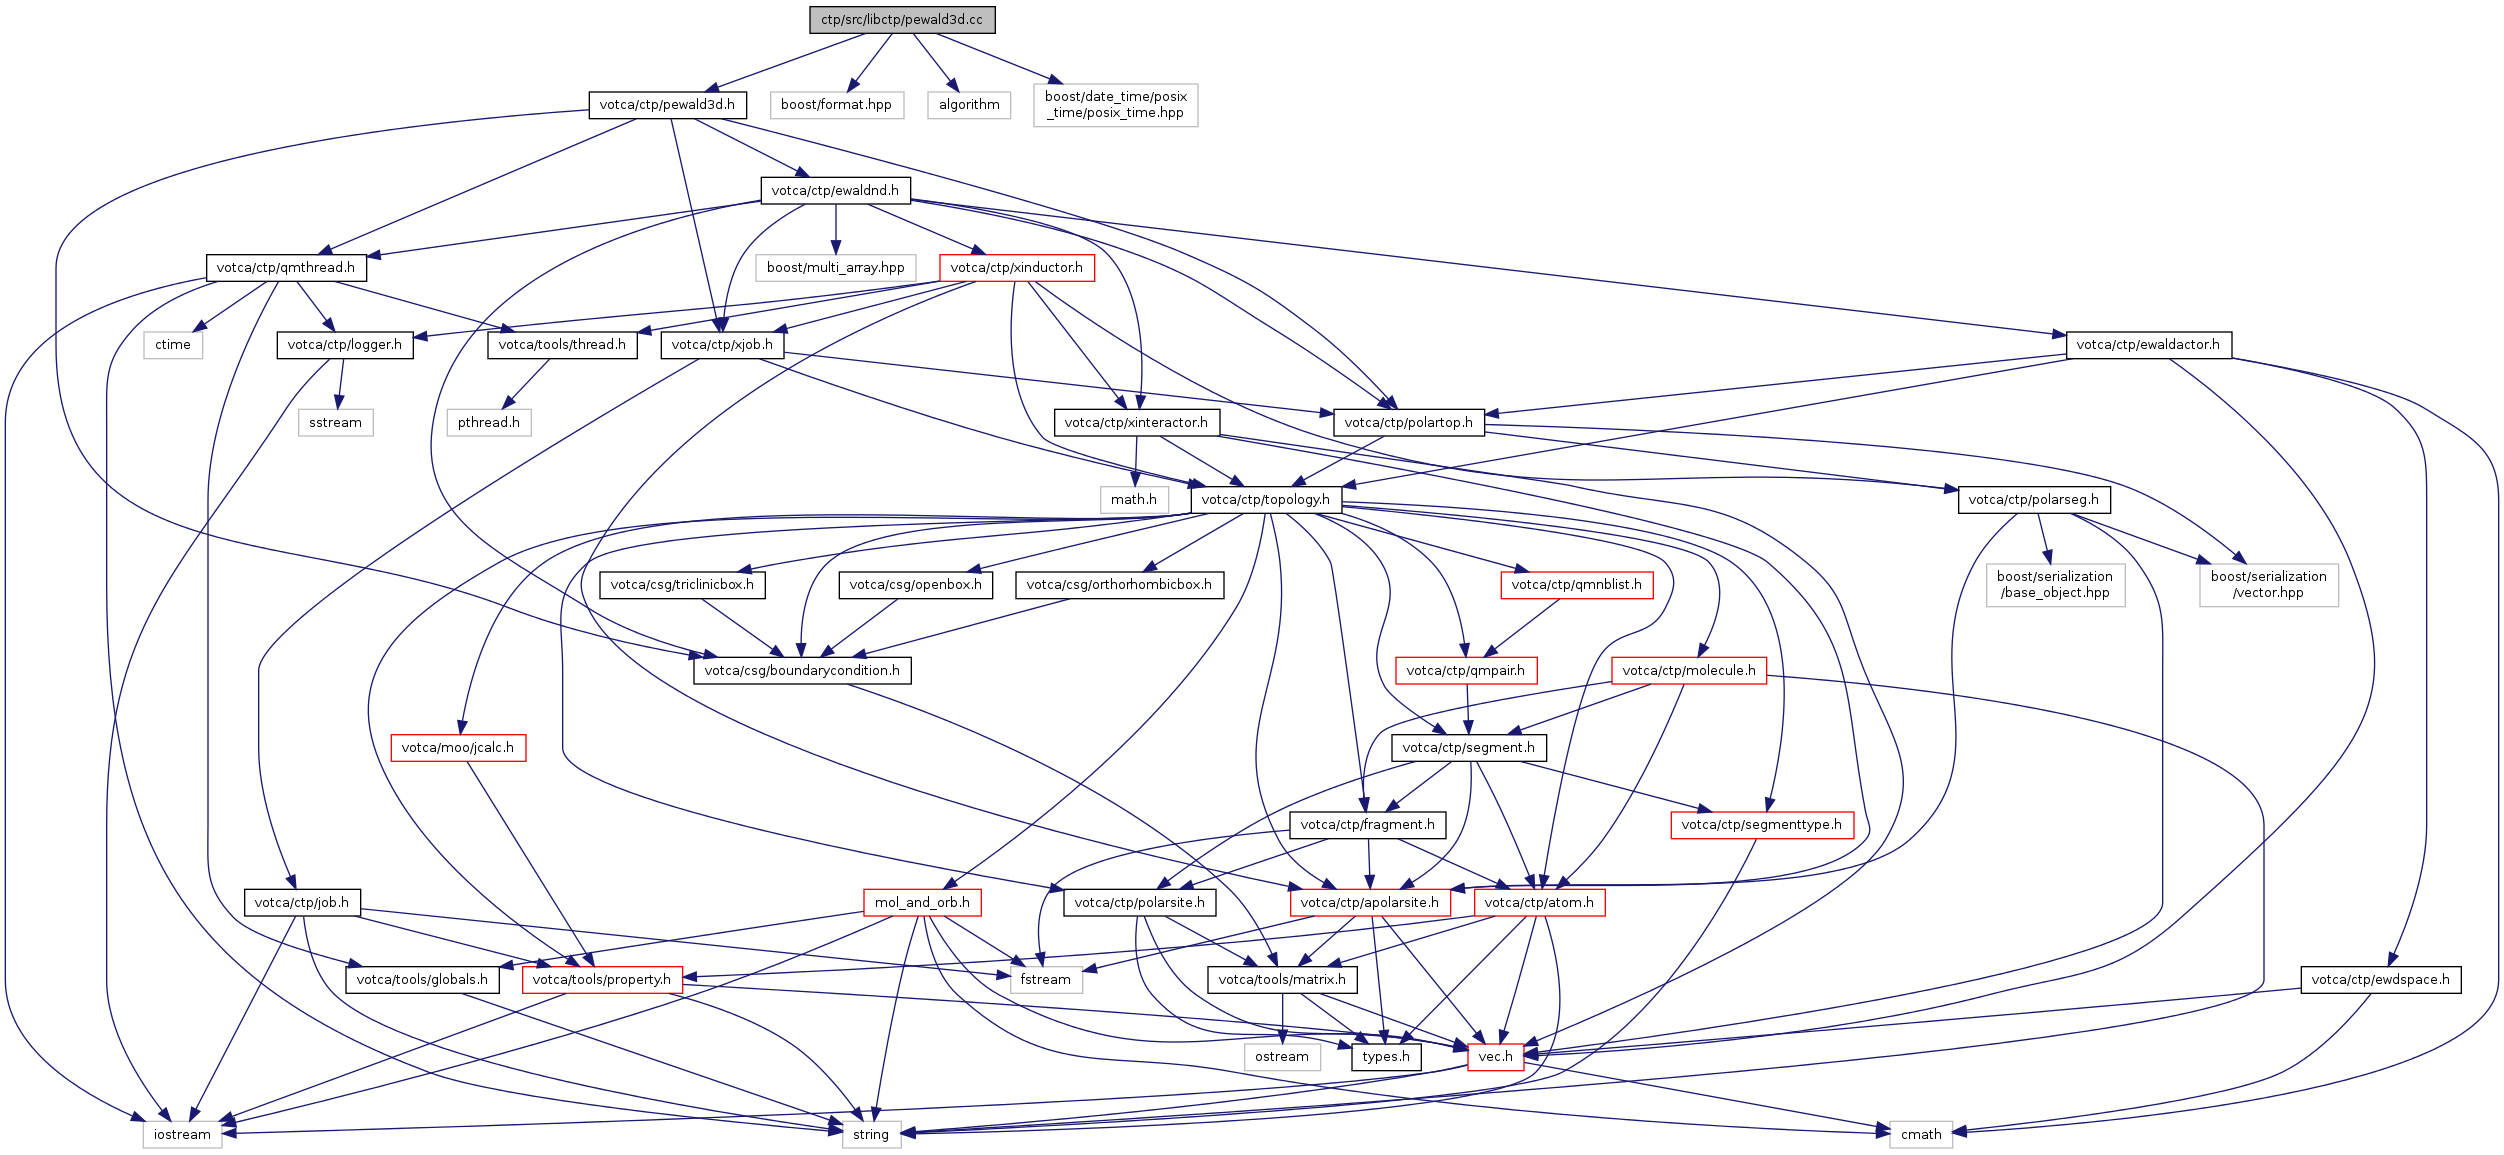 ctp/src/libctp/pewald3d.cc
votca/ctp/pewald3d.h
boost/format.hpp
algorithm
boost/date_time/posix
_time/posix_time.hpp
votca/ctp/ewaldnd.h
votca/ctp/qmthread.h
boost/multi_array.hpp
votca/ctp/xinductor.h
ctime
votca/ctp/logger.h
votca/tools/thread.h
votca/ctp/xjob.h
votca/ctp/ewaldactor.h
sstream
pthread.h
votca/ctp/xinteractor.h
votca/ctp/polartop.h
math.h
votca/ctp/topology.h
votca/ctp/polarseg.h
votca/csg/triclinicbox.h
votca/csg/openbox.h
votca/csg/orthorhombicbox.h
votca/ctp/qmnblist.h
boost/serialization
/base_object.hpp
boost/serialization
/vector.hpp
votca/csg/boundarycondition.h
votca/ctp/qmpair.h
votca/ctp/molecule.h
votca/moo/jcalc.h
votca/ctp/segment.h
votca/ctp/fragment.h
votca/ctp/segmenttype.h
votca/ctp/job.h
mol_and_orb.h
votca/ctp/polarsite.h
votca/ctp/apolarsite.h
votca/ctp/atom.h
votca/tools/globals.h
votca/tools/property.h
fstream
votca/tools/matrix.h
votca/ctp/ewdspace.h
ostream
types.h
vec.h
iostream
string
cmath